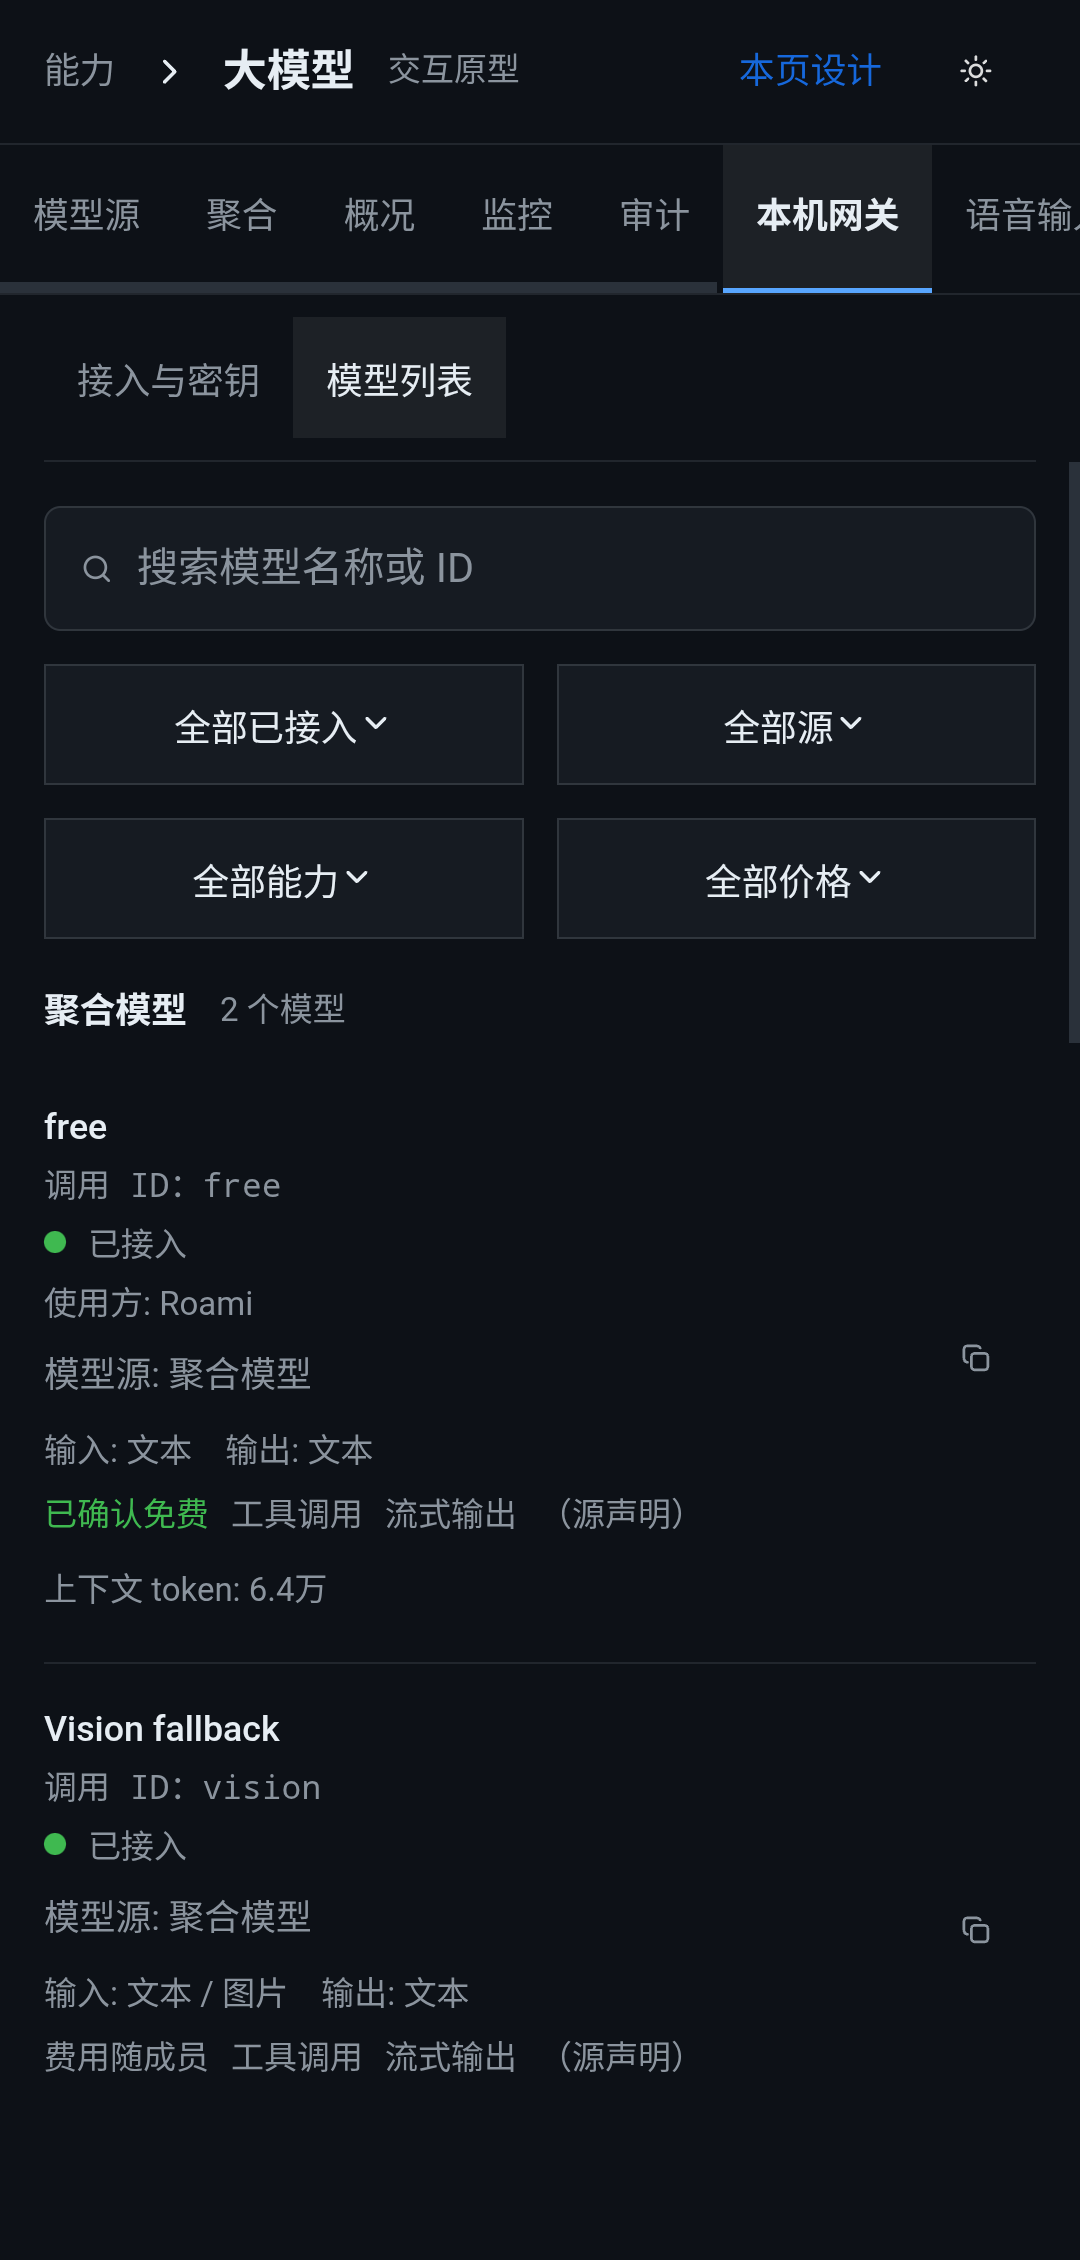 能力 > 大模型 交互原型 本页设计
模型源 聚合 概况 监控 审计 本机网关 语音输
接入与密钥 模型列表
搜索模型名称或 ID
全部已接入 全部源
全部能力 全部价格
聚合模型 2 个模型
free
调用 ID: free
已接入
使用方: Roami
模型源: 聚合模型
输入: 文本 输出: 文本
已确认免费 工具调用 流式输出 （源声明）
上下文 token: 6.4万
Vision fallback
调用 ID: vision
已接入
模型源: 聚合模型
输入: 文本 / 图片 输出: 文本
费用随成员 工具调用 流式输出 （源声明）